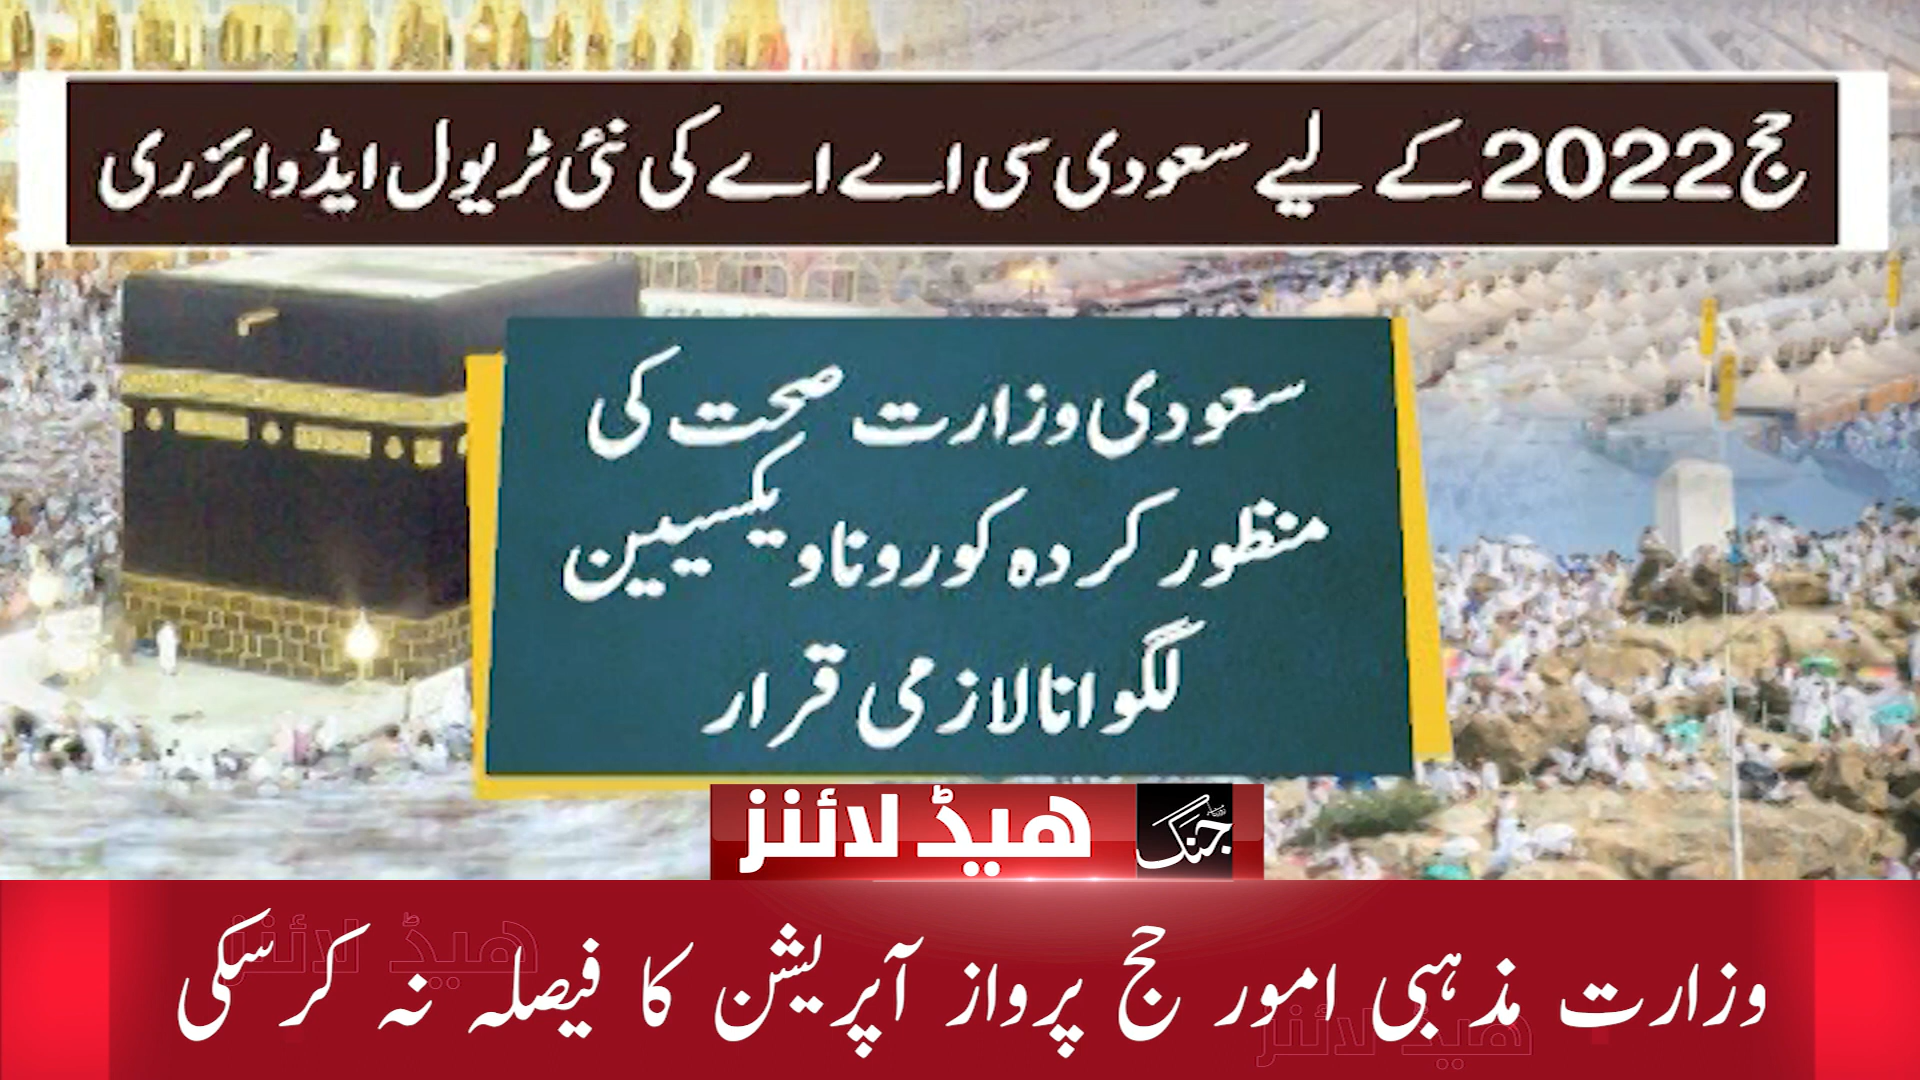 حج 2022 کے لیے سعودی سی اے اے کی نئی ٹریول ایڈوائزری
سعودی وزارت صحت کی
منظور کردہ کورونا ویکسیین
لگوانا لازمی قرار
جنگ ہیڈ لائنز
وزارت مذہبی امور حج پرواز آپریشن کا فیصلہ نہ کرسکی